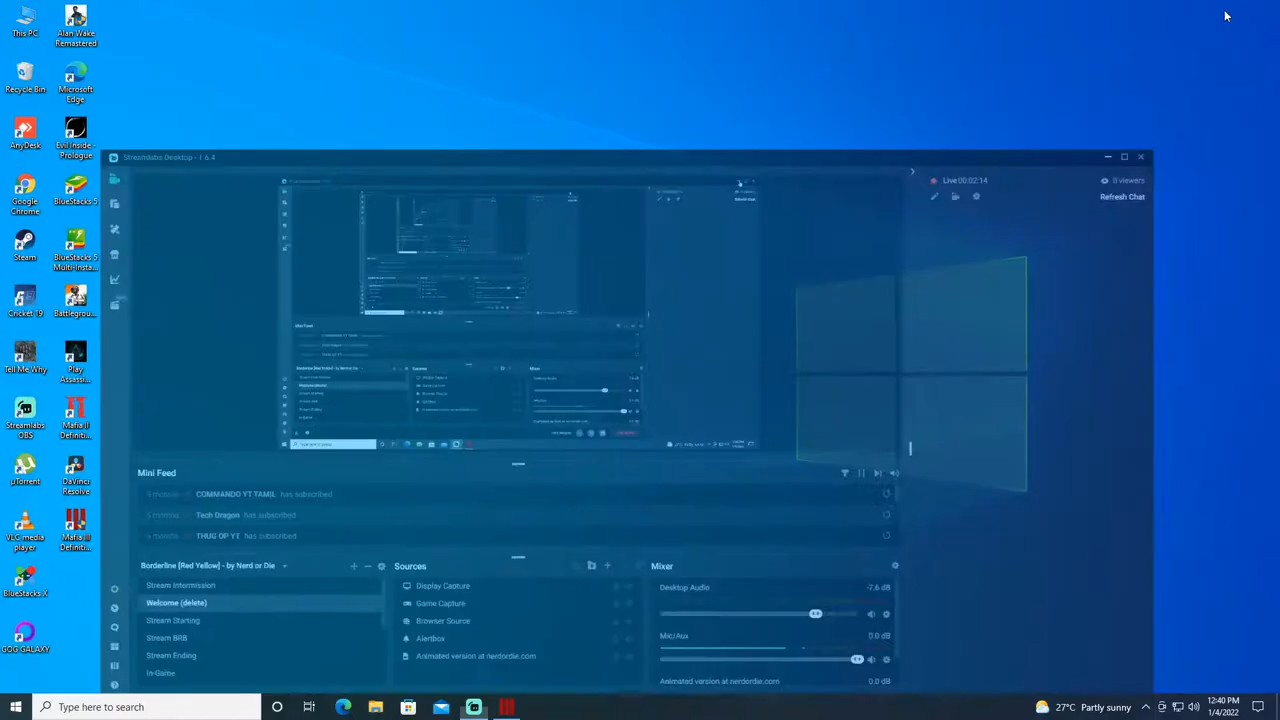 This PC
Alan Wake
Remastered
Recycle Bin
Microsoft
Edge
AnyDesk
Evil Inside -
Prologue
Google
Chrome
BlueStacks 5
Steam
BlueStacks 5
Multi-Insta...
Cricket 19
Battlegrou...
Tell Me Why
Play
Assass...
Streamlabs
OBS
Mafia II
Definiti...
µTorrent
DaVinci
Resolve
VLC media
player
Mafia III
Definiti...
BlueStacks X
GOG GALAXY
Streamlabs Desktop - 1.6.4
Live 00:02:14
0 viewers
Refresh Chat
Mini Feed
COMMANDO YT TAMIL has subscribed
Tech Dragon has subscribed
THUG OP YT has subscribed
Borderline [Red Yellow] - by Nerd or Die
Stream Intermission
Welcome (delete)
Stream Starting
Stream BRB
Stream Ending
In-Game
Sources
Display Capture
Game Capture
Browser Source
Alertbox
Animated version at nerdordie.com
Mixer
Desktop Audio -7.6 dB
Mic/Aux 0.0 dB
Animated version at nerdordie.com 0.0 dB
Type here to search
27°C Partly sunny
12:40 PM
1/4/2022